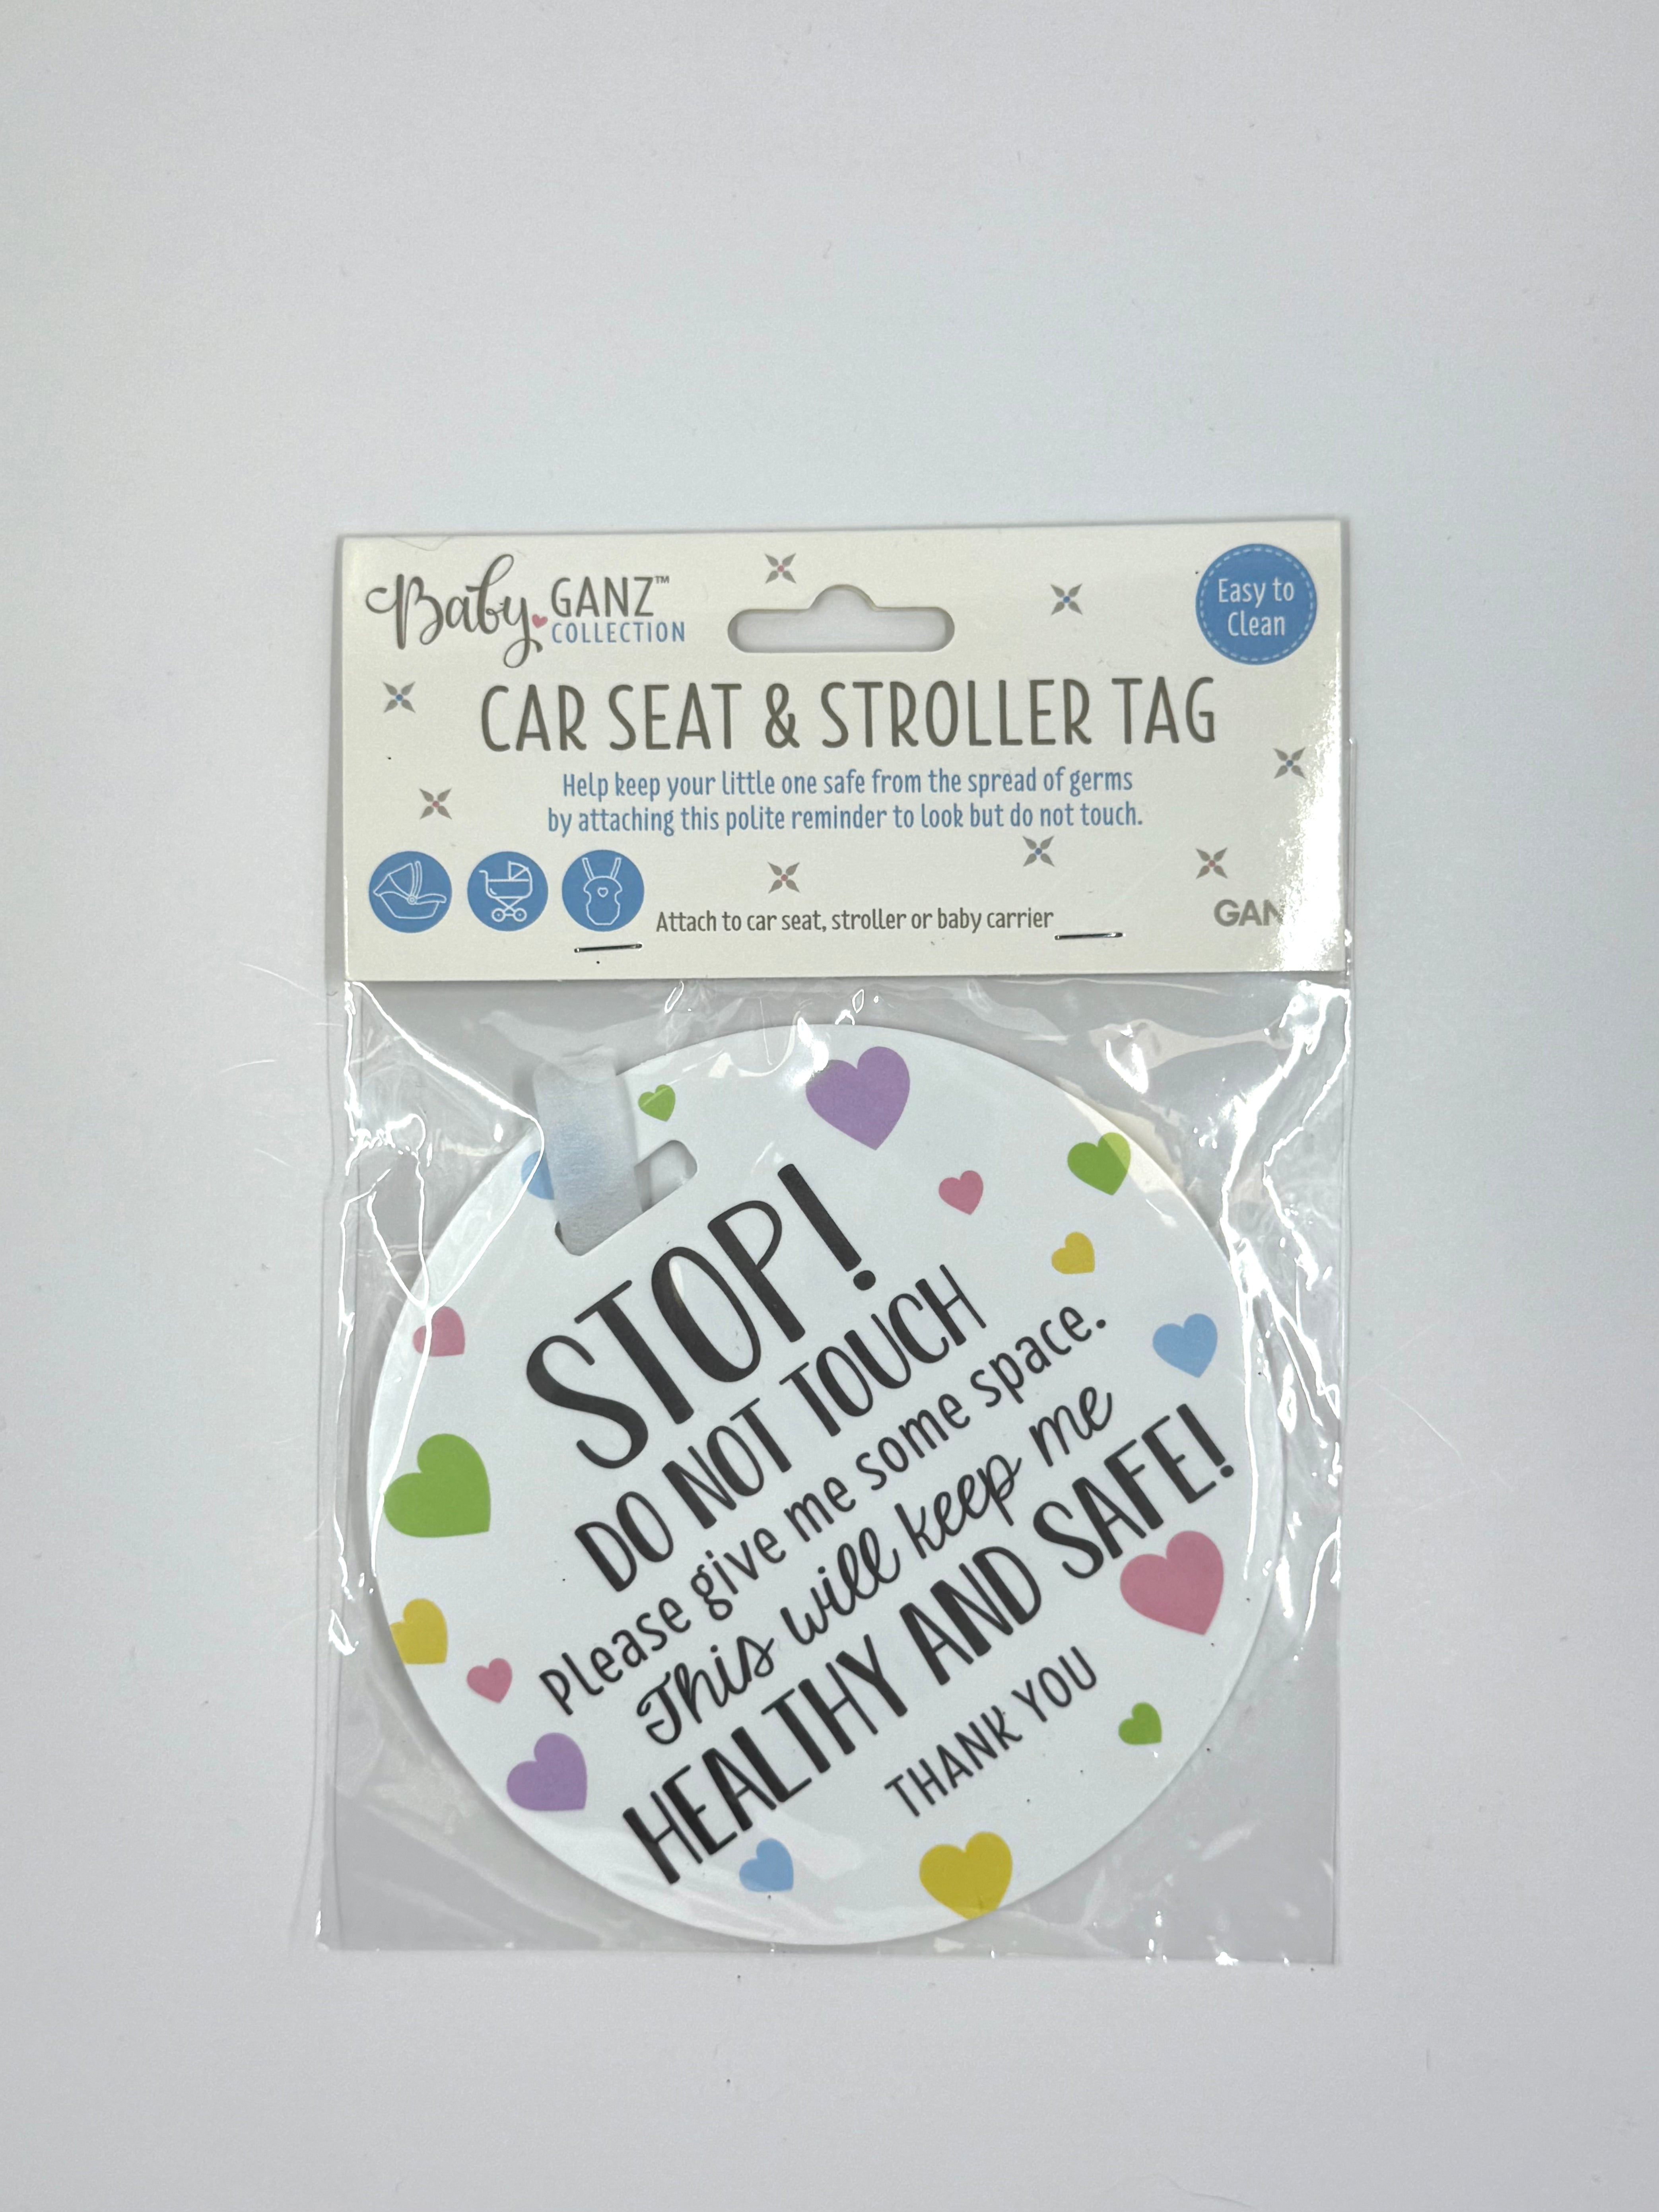 Baby GANZ™
COLLECTION
Easy to
Clean
CAR SEAT & STROLLER TAG
Help keep your little one safe from the spread of germs
by attaching this polite reminder to look but do not touch.
Attach to car seat, stroller or baby carrier
GAN
STOP!
DO NOT TOUCH
Please give me some space.
This will keep me
HEALTHY AND SAFE!
THANK YOU